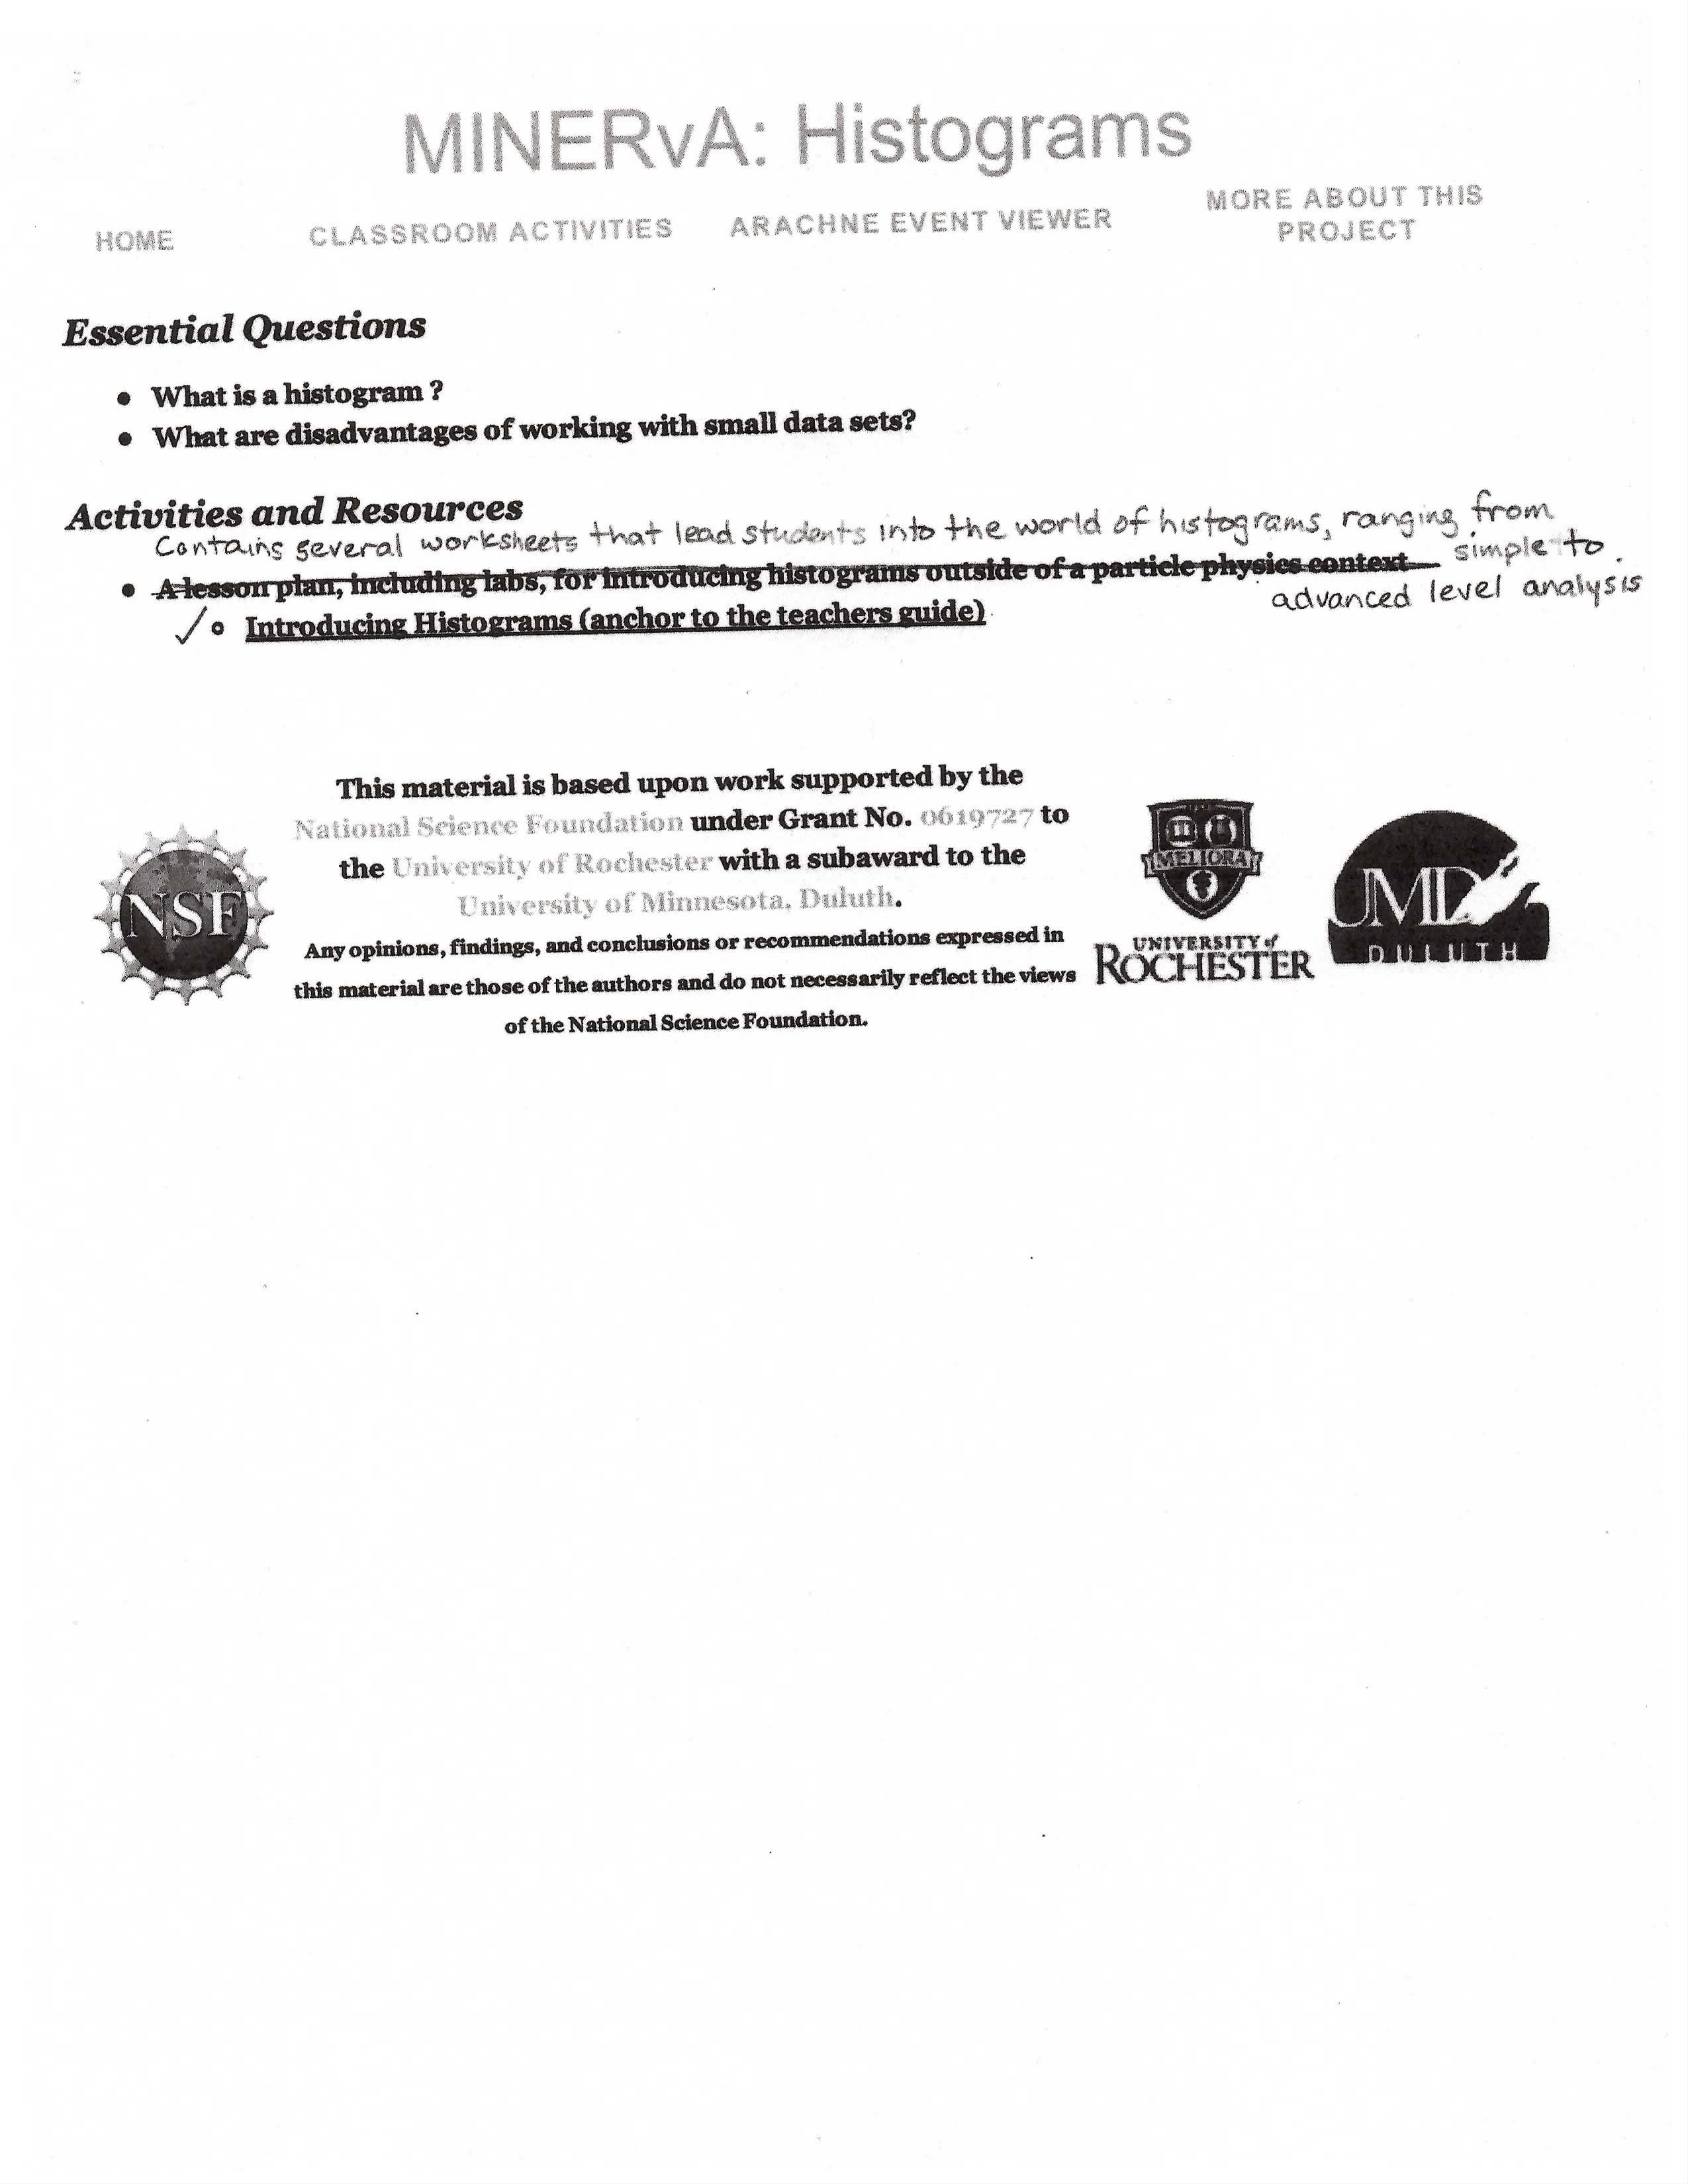 MINERvA: Histograms
HOME
CLASSROOM ACTIVITIES
ARACHNE EVENT VIEWER
MORE ABOUT THIS
PROJECT
Essential Questions
• What is a histogram ?
• What are disadvantages of working with small data sets?
Activities and Resources
Contains several worksheets that lead students into the world of histograms, ranging from
simple to
• A lesson plan, including labs, for introducing histograms outside of a particle physics context
advanced level analysis.
✓ o Introducing Histograms (anchor to the teachers guide)
This material is based upon work supported by the
National Science Foundation under Grant No. 0619727 to
the University of Rochester with a subaward to the
University of Minnesota, Duluth.
Any opinions, findings, and conclusions or recommendations expressed in
this material are those of the authors and do not necessarily reflect the views
of the National Science Foundation.
NSF
MELIORA
UNIVERSITY of
ROCHESTER
UMD
DULUTH